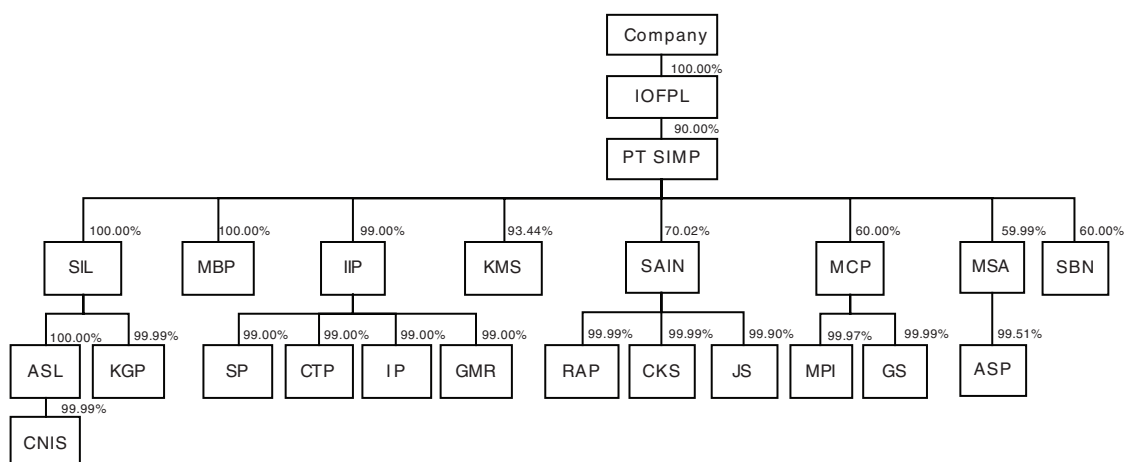 Company
100.00%
IOFPL
90.00%
PT SIMP
100.00% 100.00% 99.00% 93.44% 70.02% 60.00% 59.99% 60.00%
SIL MBP IIP KMS SAIN MCP MSA SBN
100.00% 99.99% 99.00% 99.00% 99.00% 99.00% 99.99% 99.99% 99.90% 99.97% 99.99% 99.51%
ASL KGP SP CTP IP GMR RAP CKS JS MPI GS ASP
99.99%
CNIS